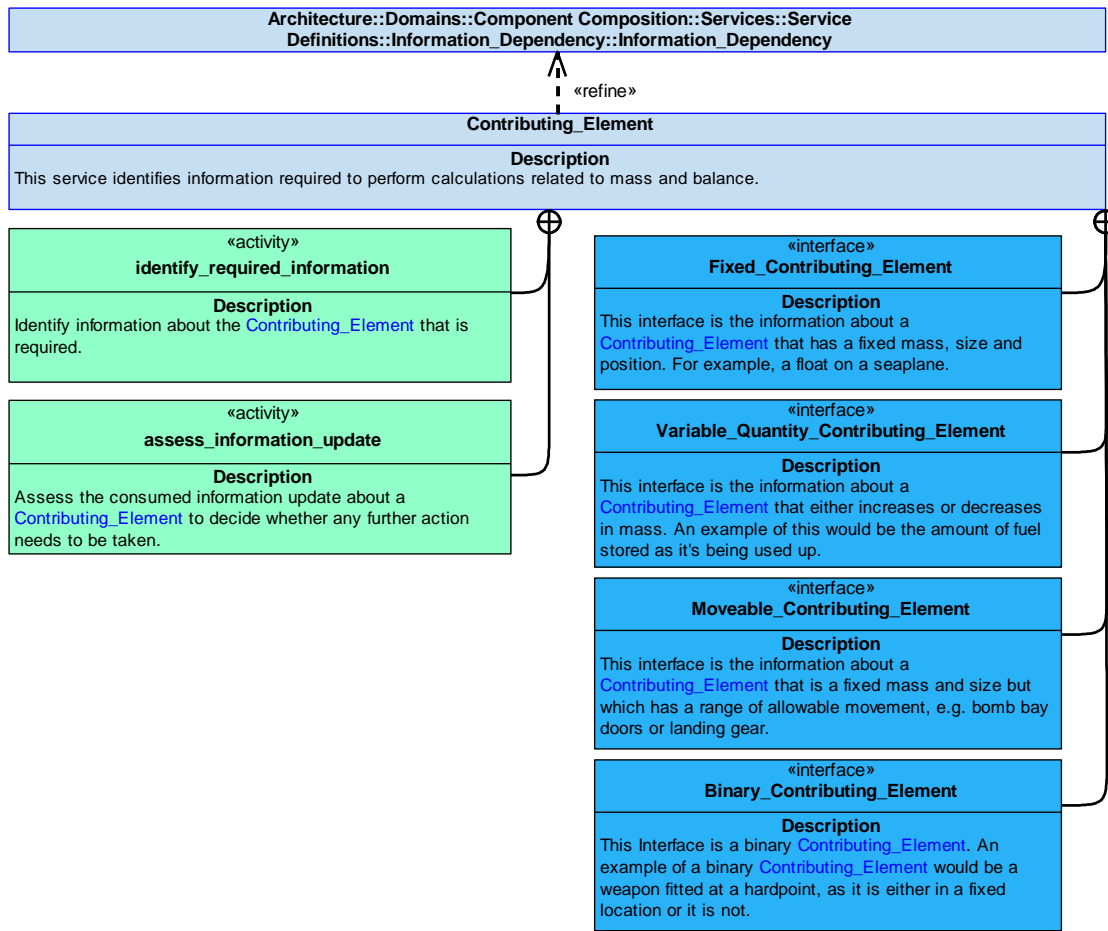 Architecture::Domains::Component Composition::Services::Service
Definitions::Information_Dependency::Information_Dependency
«refine»
Contributing_Element
Description
This service identifies information required to perform calculations related to mass and balance.
«activity»
identify_required_information
Description
Identify information about the Contributing_Element that is
required.
«activity»
assess_information_update
Description
Assess the consumed information update about a
Contributing_Element to decide whether any further action
needs to be taken.
«interface»
Fixed_Contributing_Element
Description
This interface is the information about a
Contributing_Element that has a fixed mass, size and
position. For example, a float on a seaplane.
«interface»
Variable_Quantity_Contributing_Element
Description
This interface is the information about a
Contributing_Element that either increases or decreases
in mass. An example of this would be the amount of fuel
stored as it's being used up.
«interface»
Moveable_Contributing_Element
Description
This interface is the information about a
Contributing_Element that is a fixed mass and size but
which has a range of allowable movement, e.g. bomb bay
doors or landing gear.
«interface»
Binary_Contributing_Element
Description
This Interface is a binary Contributing_Element. An
example of a binary Contributing_Element would be a
weapon fitted at a hardpoint, as it is either in a fixed
location or it is not.